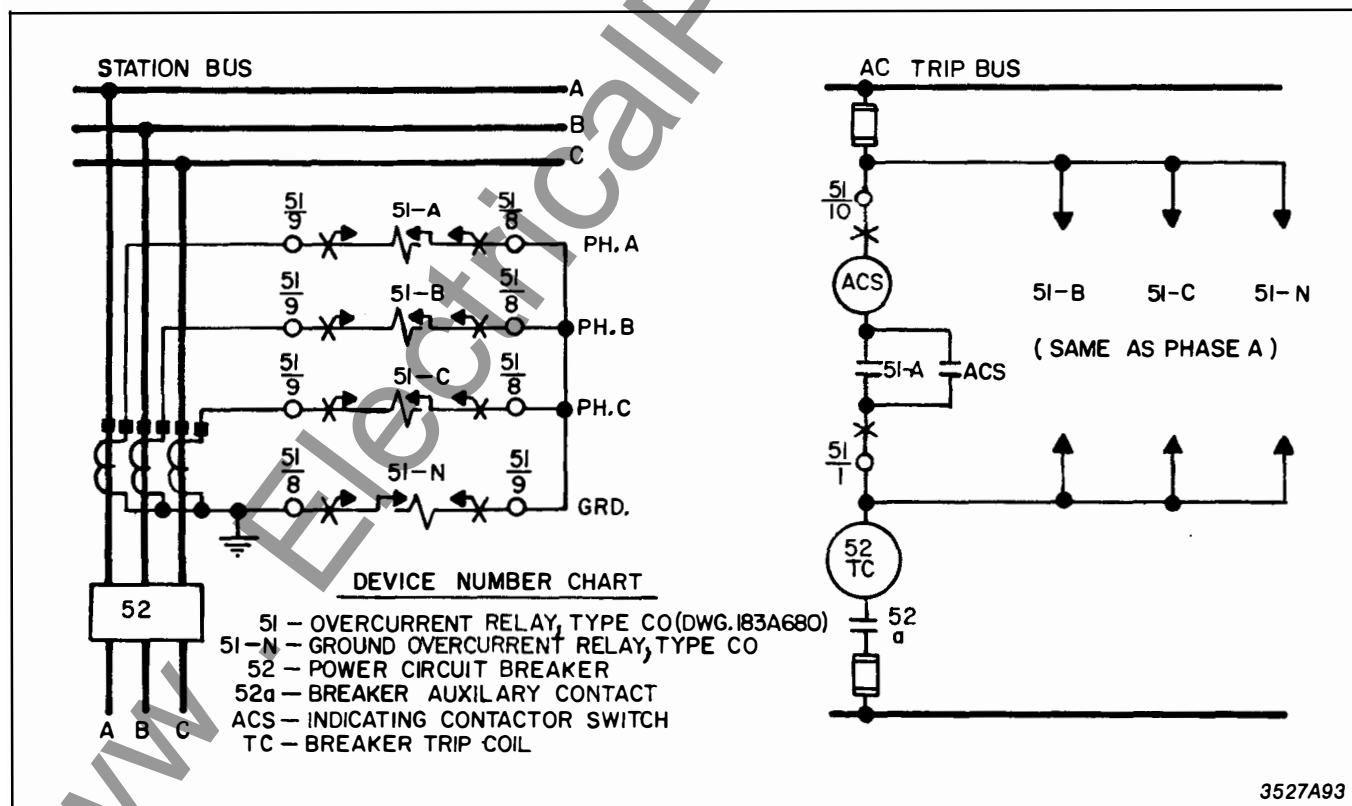 STATION BUS
A
B
C
51
9
51-A
51
8
PH. A
51
9
51-B
51
8
PH. B
51
9
51-C
51
8
PH. C
51
8
51-N
51
9
GRD.
52
A B C
DEVICE NUMBER CHART
51 – OVERCURRENT RELAY, TYPE CO (DWG. 183A680)
51-N – GROUND OVERCURRENT RELAY, TYPE CO
52 – POWER CIRCUIT BREAKER
52a – BREAKER AUXILARY CONTACT
ACS – INDICATING CONTACTOR SWITCH
TC – BREAKER TRIP COIL
AC TRIP BUS
51
10
ACS
51-A
ACS
51-B 51-C 51-N
(SAME AS PHASE A)
51
1
52
TC
52
a
3527A93
www. ElectricalP